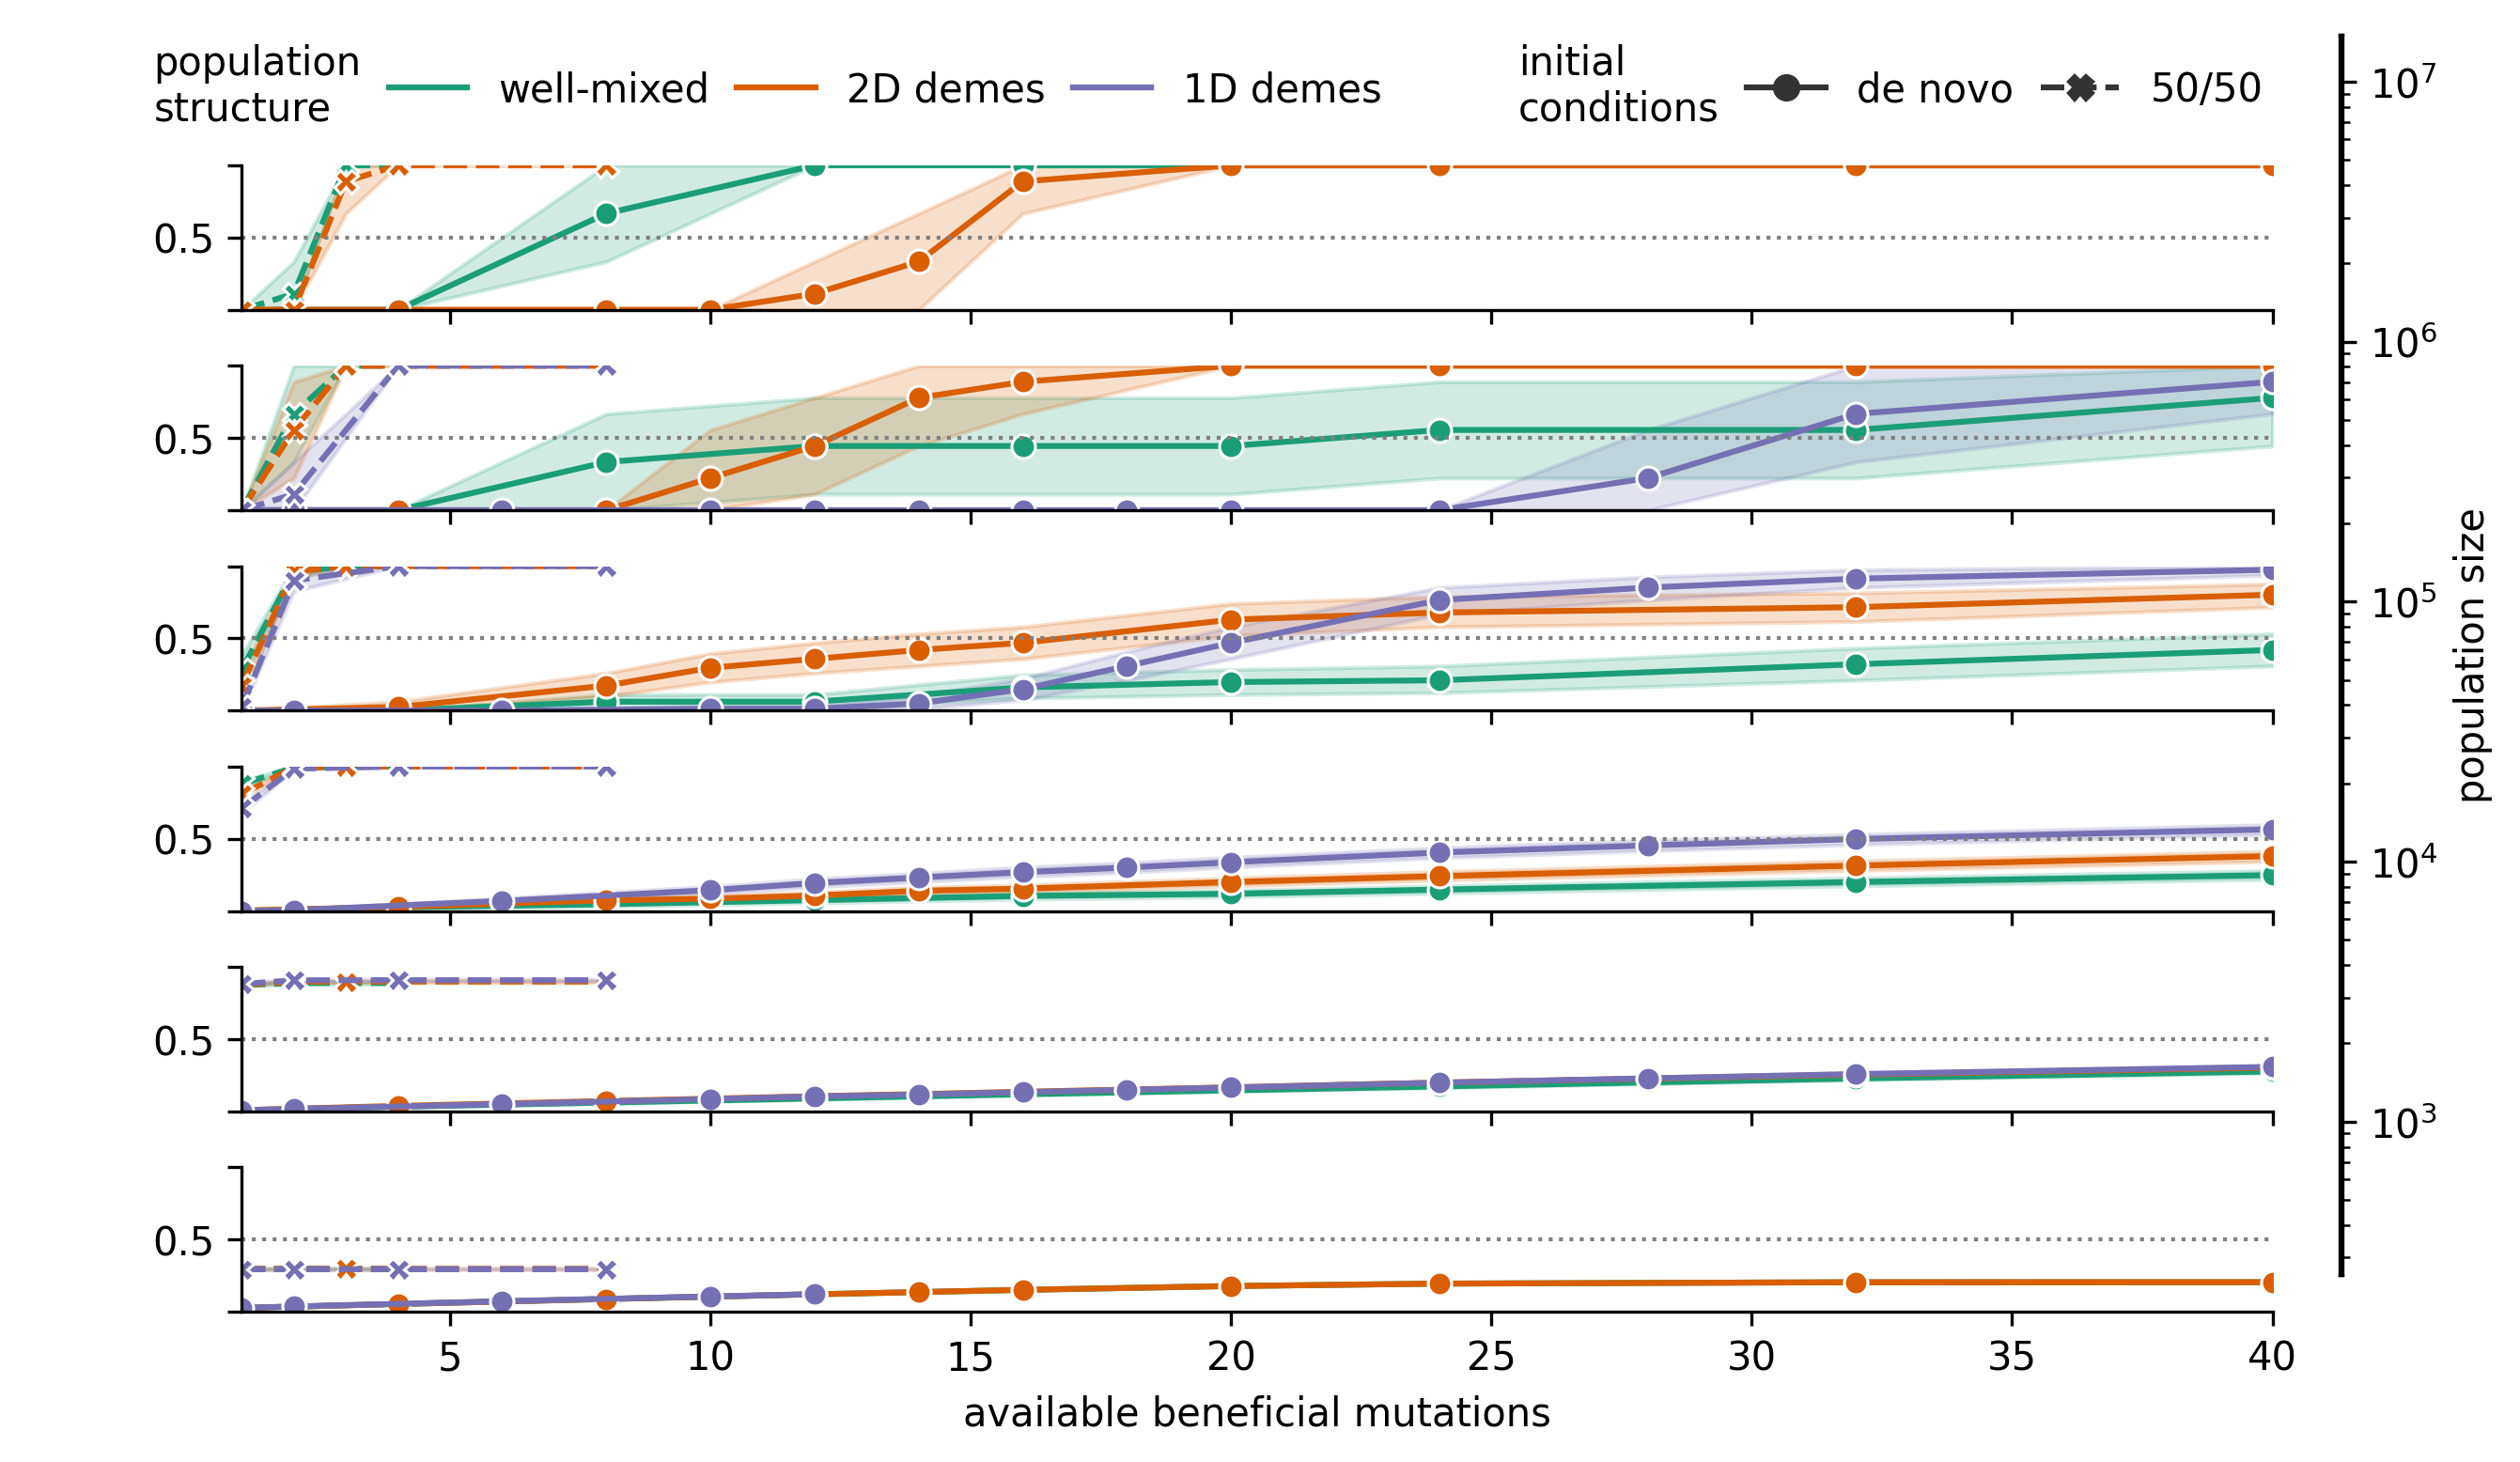 population
structure
well-mixed
2D demes
1D demes
initial
conditions
de novo
50/50
10⁷
0.5
10⁶
0.5
10⁵
0.5
population size
0.5
10⁴
0.5
10³
0.5
5 10 15 20 25 30 35 40
available beneficial mutations